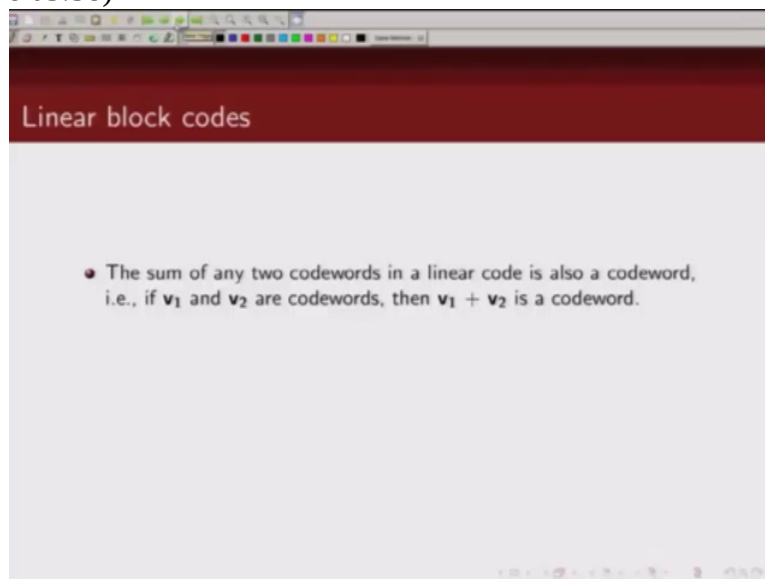 Linear block codes
The sum of any two codewords in a linear code is also a codeword,
i.e., if v₁ and v₂ are codewords, then v₁ + v₂ is a codeword.